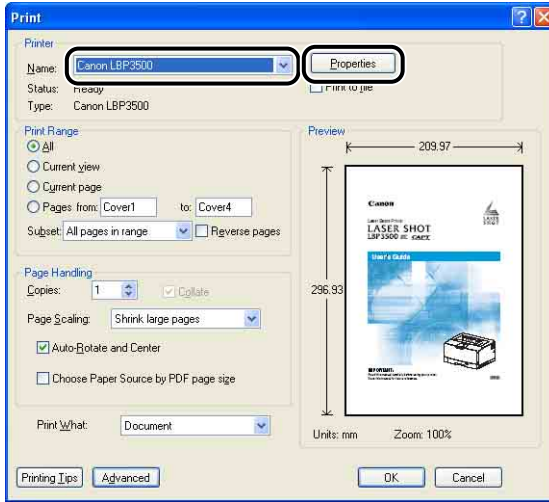 Print
Printer
Name: Canon LBP3500 Properties
Status: Ready Print to file
Type: Canon LBP3500
Print Range
All
Current view
Current page
Pages from: Cover1 to: Cover4
Subset: All pages in range Reverse pages
Page Handling
Copies: 1 Collate
Page Scaling: Shrink large pages
Auto-Rotate and Center
Choose Paper Source by PDF page size
Print What: Document
Preview
209.97
296.93
Canon
Laser Beam Printer
LASER SHOT
LBP3500
User's Guide
IMPORTANT:
Units: mm Zoom: 100%
Printing Tips Advanced OK Cancel